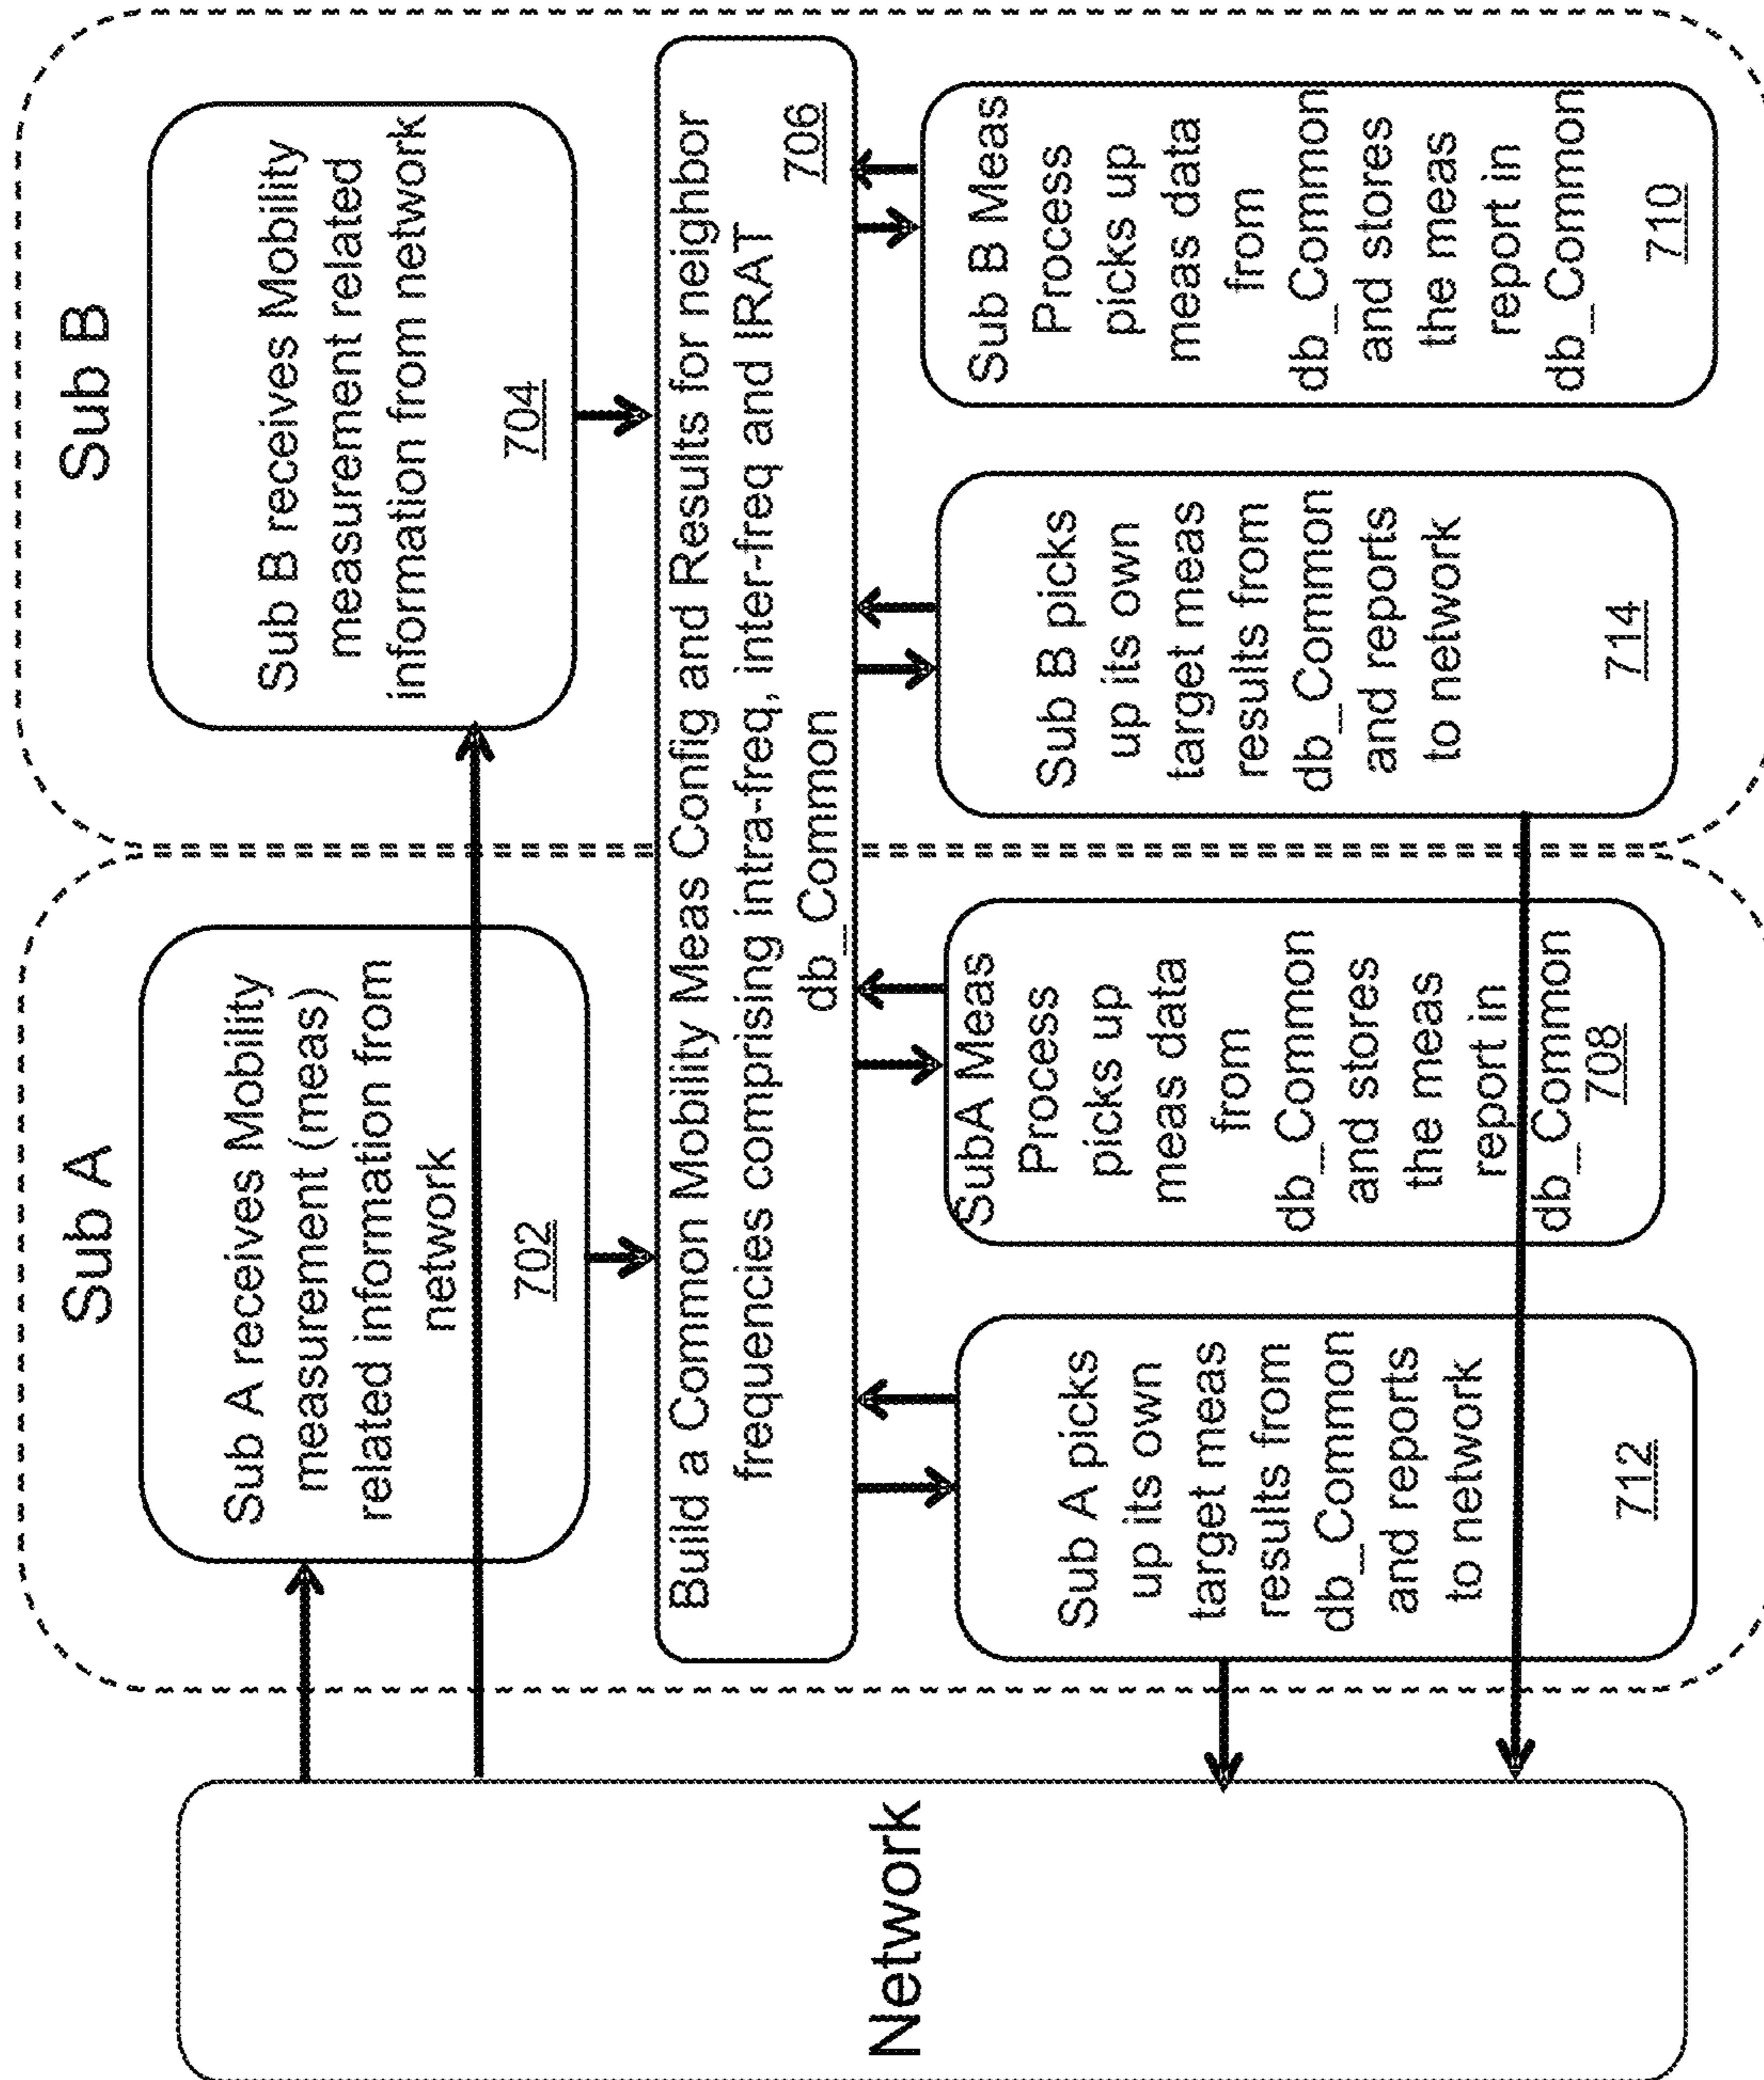 Sub A
Sub B
Sub A receives Mobility
measurement (meas)
related information from
network
702
Sub B receives Mobility
measurement related
information from network
704
Build a Common Mobility Meas Config and Results for neighbor
frequencies comprising intra-freq, inter-freq and IRAT
db_Common
706
Sub A picks
up its own
target meas
results from
db_Common
and reports
to network
712
SubA Meas
Process
picks up
meas data
from
db_Common
and stores
the meas
report in
db_Common
708
Sub B picks
up its own
target meas
results from
db_Common
and reports
to network
714
Sub B Meas
Process
picks up
meas data
from
db_Common
and stores
the meas
report in
db_Common
710
Network